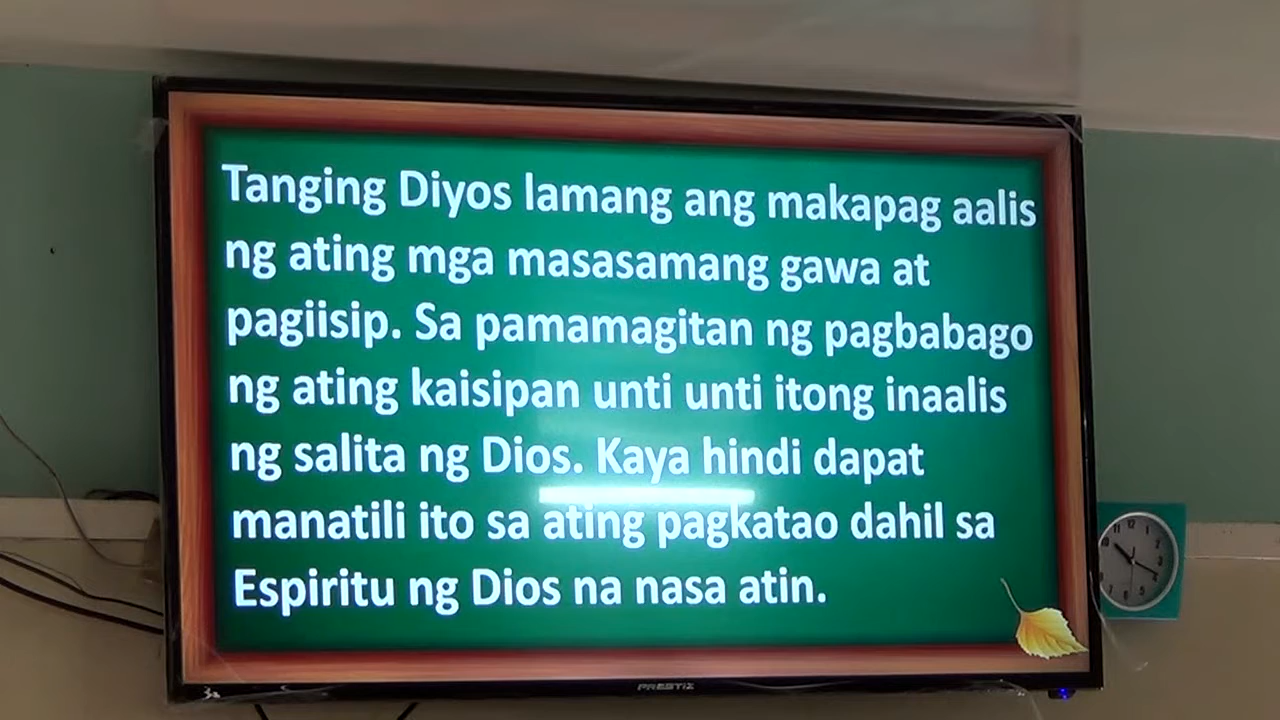 Tanging Diyos lamang ang makapag aalis
ng ating mga masasamang gawa at
pagiisip. Sa pamamagitan ng pagbabago
ng ating kaisipan unti unti itong inaalis
ng salita ng Dios. Kaya hindi dapat
manatili ito sa ating pagkatao dahil sa
Espiritu ng Dios na nasa atin.
PRESTIZ